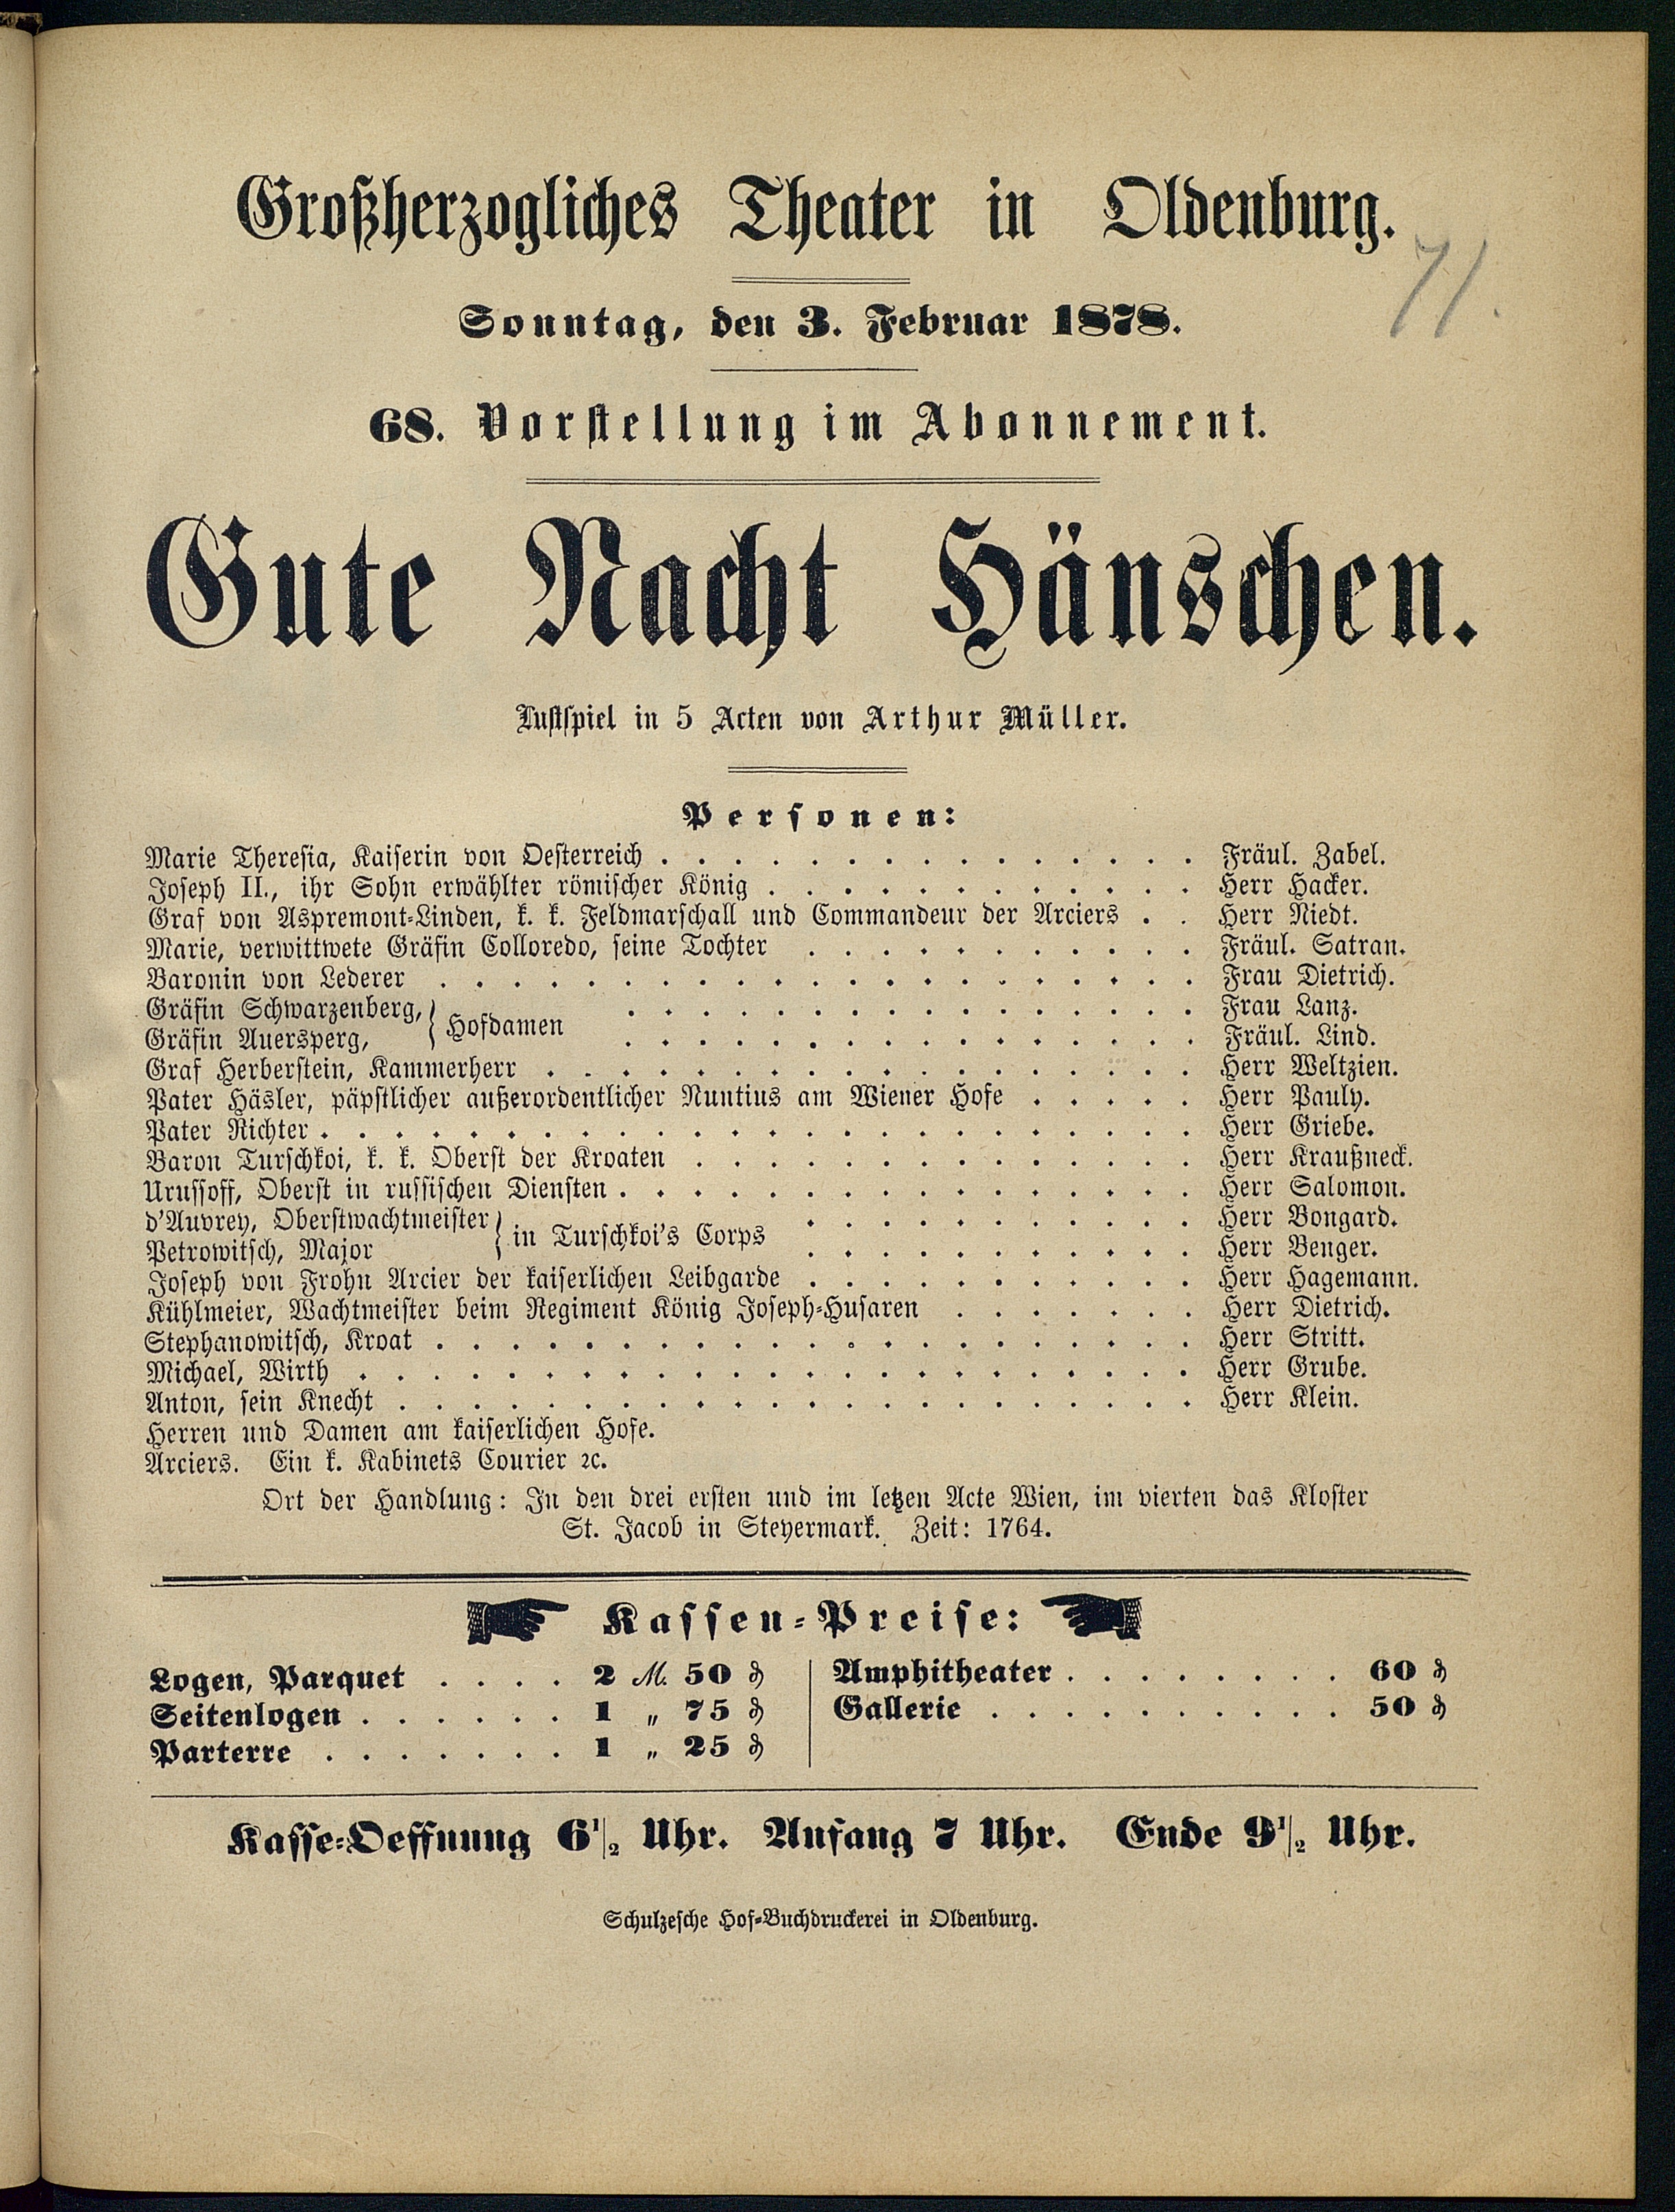 Großherzogliches Theater in Oldenburg.
71.
Sonntag, den 3. Februar 1878.
68. Vorstellung im Abonnement.
Gute Nacht Hänschen.
Lustspiel in 5 Acten von Arthur Müller.
Personen:
Marie Theresia, Kaiserin von Oesterreich . . . . . . . . . . . . . . . Fräul. Zabel.
Joseph II., ihr Sohn erwählter römischer König . . . . . . . . . . . . Herr Hacker.
Graf von Aspremont-Linden, k. k. Feldmarschall und Commandeur der Arciers . . Herr Niedt.
Marie, verwittwete Gräfin Colloredo, seine Tochter . . . . . . . . . . . Fräul. Satran.
Baronin von Lederer . . . . . . . . . . . . . . . . . . . . . Frau Dietrich.
Gräfin Schwarzenberg, } Hofdamen . . . . . . . . . . . . . . . . Frau Lanz.
Gräfin Auersperg, . . . . . . . . . . . . . . . . Fräul. Lind.
Graf Herberstein, Kammerherr . . . . . . . . . . . . . . . . . . Herr Weltzien.
Pater Häsler, päpstlicher außerordentlicher Nuntius am Wiener Hofe . . . . . Herr Pauly.
Pater Richter . . . . . . . . . . . . . . . . . . . . . . . . Herr Griebe.
Baron Turschkoi, k. k. Oberst der Kroaten . . . . . . . . . . . . . . Herr Kraußneck.
Urussoff, Oberst in russischen Diensten . . . . . . . . . . . . . . . . Herr Salomon.
d'Auvrey, Oberstwachtmeister } in Turschkoi's Corps . . . . . . . . . . . Herr Bongard.
Petrowitsch, Major . . . . . . . . . . . Herr Benger.
Joseph von Frohn Arcier der kaiserlichen Leibgarde . . . . . . . . . . . Herr Hagemann.
Kühlmeier, Wachtmeister beim Regiment König Joseph-Husaren . . . . . . . Herr Dietrich.
Stephanowitsch, Kroat . . . . . . . . . . . . . . . . . . . . . Herr Stritt.
Michael, Wirth . . . . . . . . . . . . . . . . . . . . . . . Herr Grube.
Anton, sein Knecht . . . . . . . . . . . . . . . . . . . . . . Herr Klein.
Herren und Damen am kaiserlichen Hofe.
Arciers. Ein k. Kabinets Courier ꝛc.
Ort der Handlung: In den drei ersten und im letzen Acte Wien, im vierten das Kloster
St. Jacob in Steyermark. Zeit: 1764.
Kassen-Preise:
Logen, Parquet . . . . 2 M. 50 ₰
Seitenlogen . . . . . . 1 „ 75 ₰
Parterre . . . . . . . 1 „ 25 ₰
Amphitheater . . . . . . . . 60 ₰
Gallerie . . . . . . . . . . 50 ₰
Kasse-Oeffnung 6 1/2 Uhr. Anfang 7 Uhr. Ende 9 1/2 Uhr.
Schulzesche Hof-Buchdruckerei in Oldenburg.